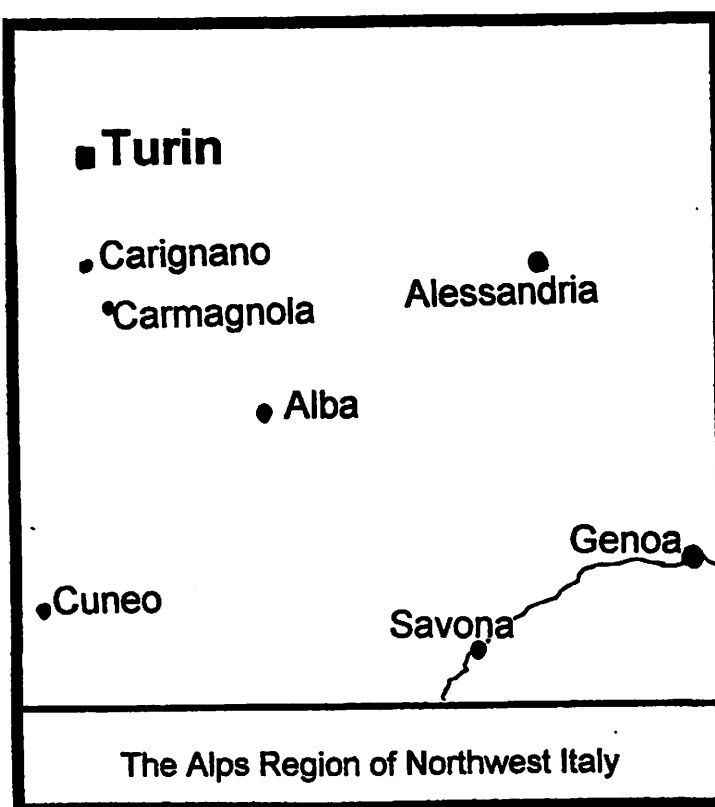 Turin
Carignano
Alessandria
Carmagnola
Alba
Genoa
Cuneo
Savona
The Alps Region of Northwest Italy